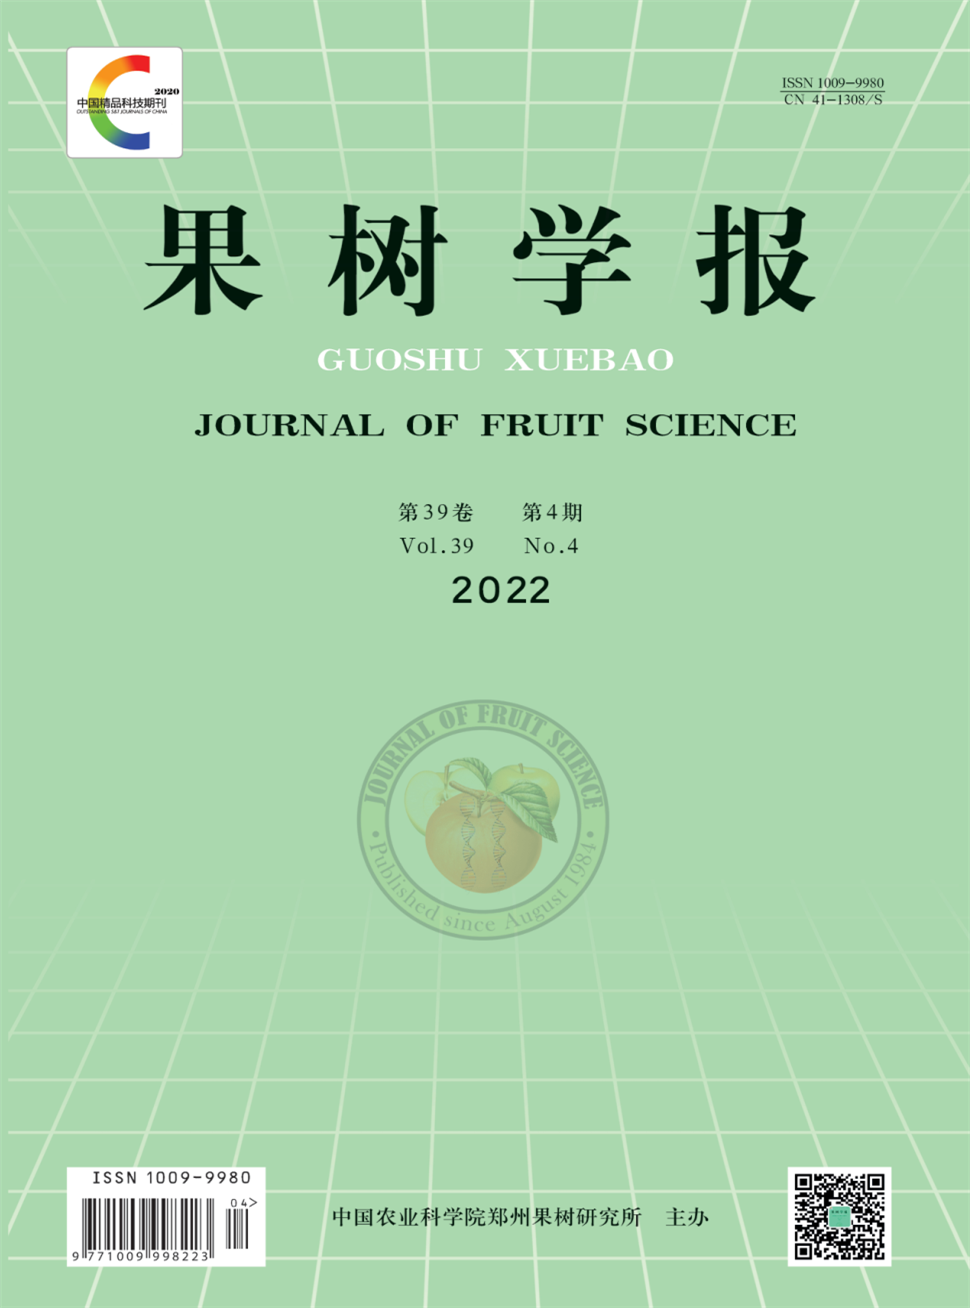 2020
中国精品科技期刊
OUTSTANDING S&T JOURNALS OF CHINA
ISSN 1009-9980
CN 41-1308/S
果树学报
GUOSHU XUEBAO
JOURNAL OF FRUIT SCIENCE
第39卷 第4期
Vol.39 No.4
2022
JOURNAL OF FRUIT SCIENCE
• Published since August 1984 •
ISSN 1009-9980
04>
9 771009 998223
中国农业科学院郑州果树研究所 主办